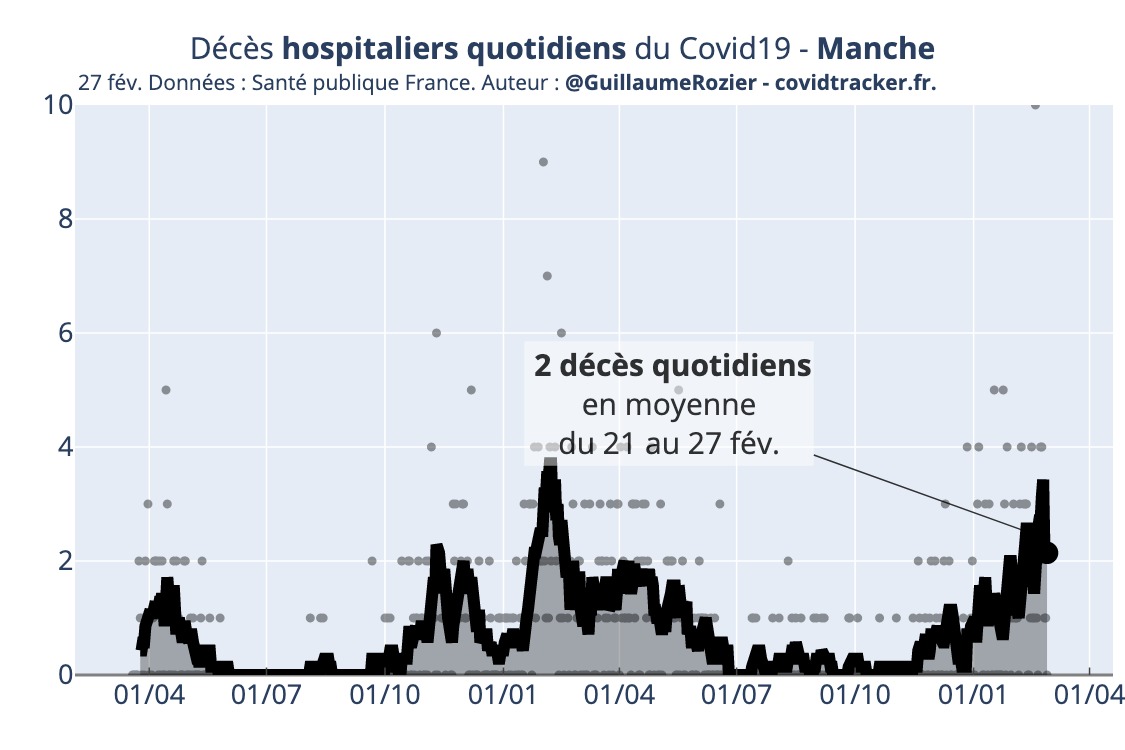 Décès hospitaliers quotidiens du Covid19 - Manche
27 fév. Données : Santé publique France. Auteur : @GuillaumeRozier - covidtracker.fr.
10
8
6
4
2
0
2 décès quotidiens
en moyenne
du 21 au 27 fév.
01/04 01/07 01/10 01/01 01/04 01/07 01/10 01/01 01/04